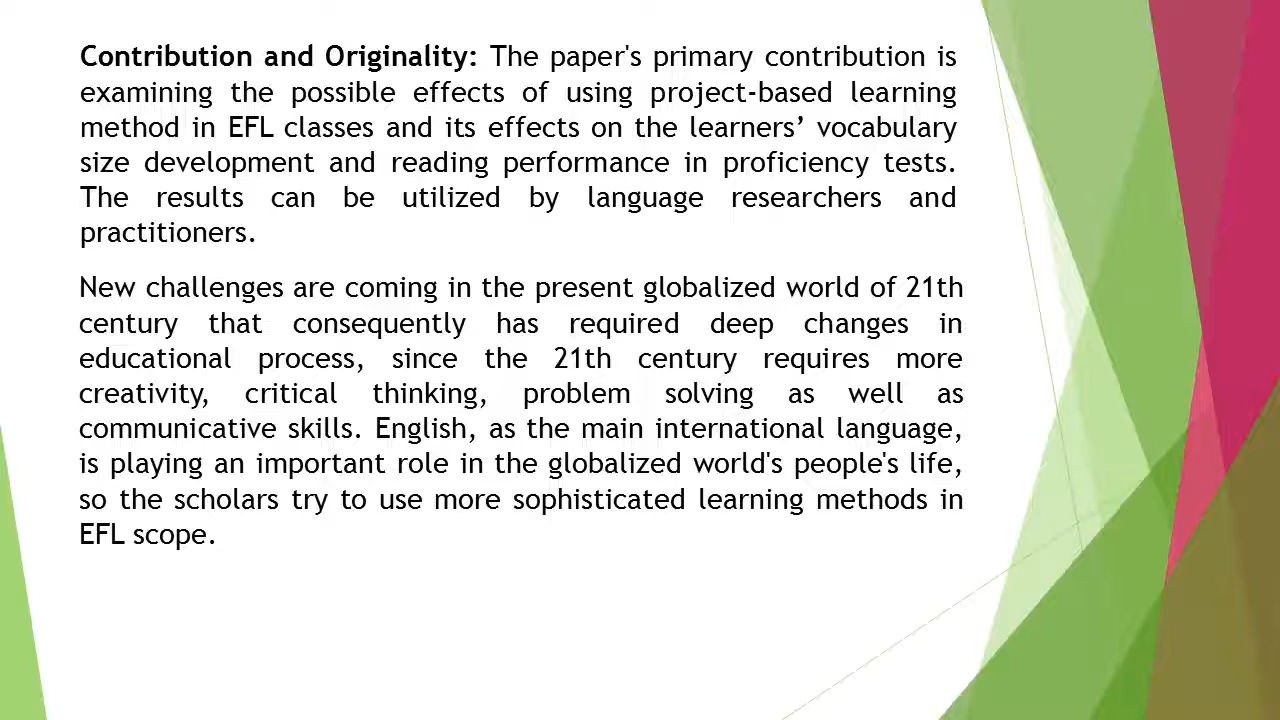 Contribution and Originality: The paper's primary contribution is
examining the possible effects of using project-based learning
method in EFL classes and its effects on the learners’ vocabulary
size development and reading performance in proficiency tests.
The results can be utilized by language researchers and
practitioners.
New challenges are coming in the present globalized world of 21th
century that consequently has required deep changes in
educational process, since the 21th century requires more
creativity, critical thinking, problem solving as well as
communicative skills. English, as the main international language,
is playing an important role in the globalized world's people's life,
so the scholars try to use more sophisticated learning methods in
EFL scope.